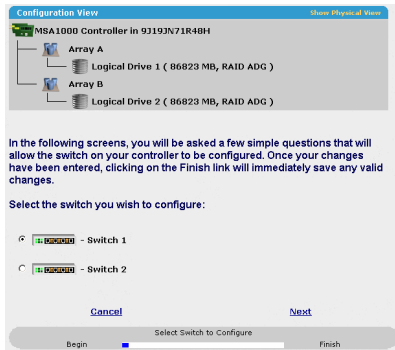 Configuration View
Show Physical View
MSA1000 Controller in 9J19JN71R48H
Array A
Logical Drive 1 ( 86823 MB, RAID ADG )
Array B
Logical Drive 2 ( 86823 MB, RAID ADG )
In the following screens, you will be asked a few simple questions that will
allow the switch on your controller to be configured. Once your changes
have been entered, clicking on the Finish link will immediately save any valid
changes.
Select the switch you wish to configure:
- Switch 1
- Switch 2
Cancel
Next
Select Switch to Configure
Begin
Finish